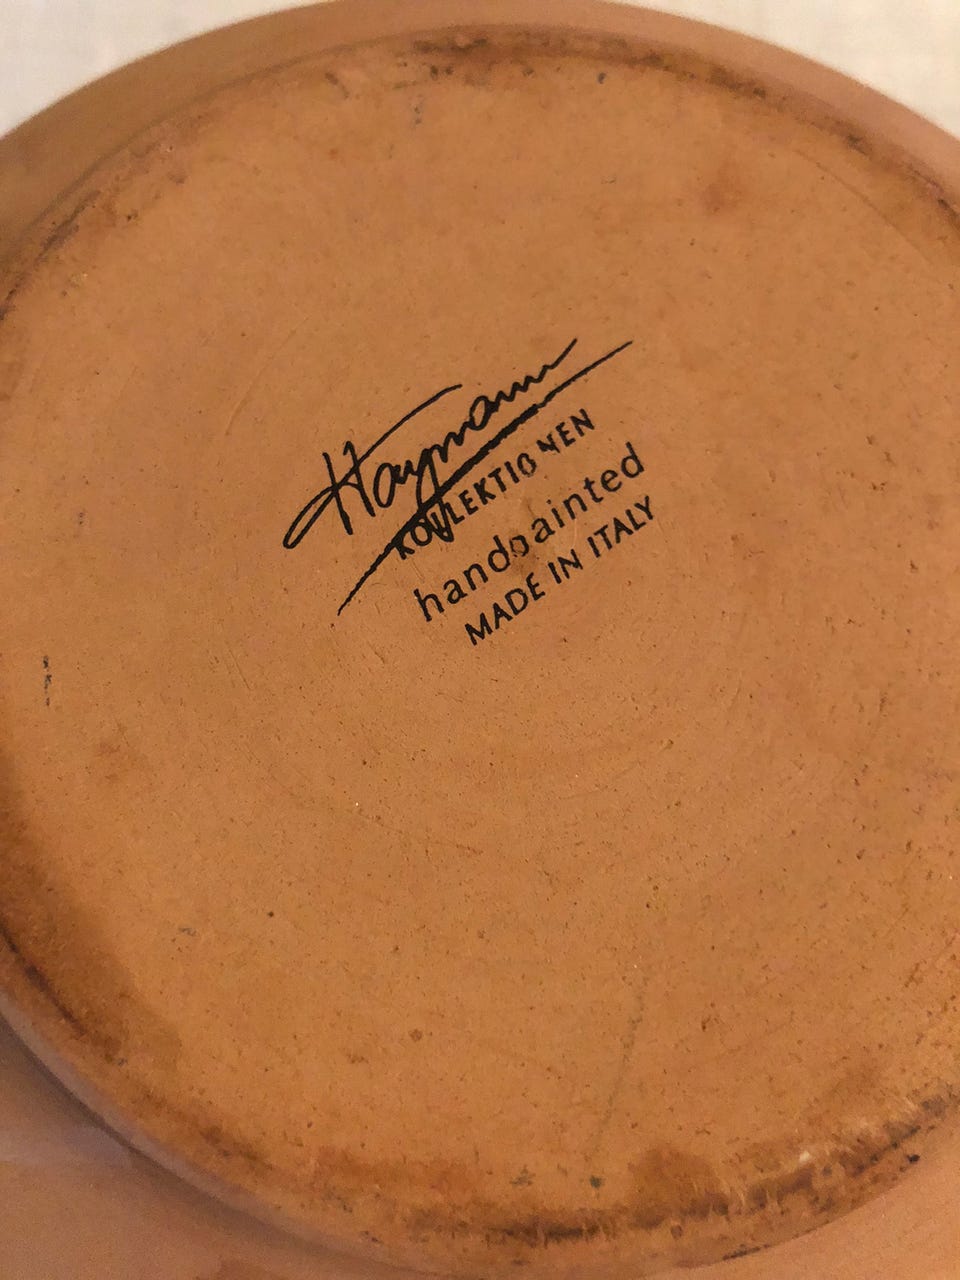 Haymann
KOLLEKTIONEN
handpainted
MADE IN ITALY